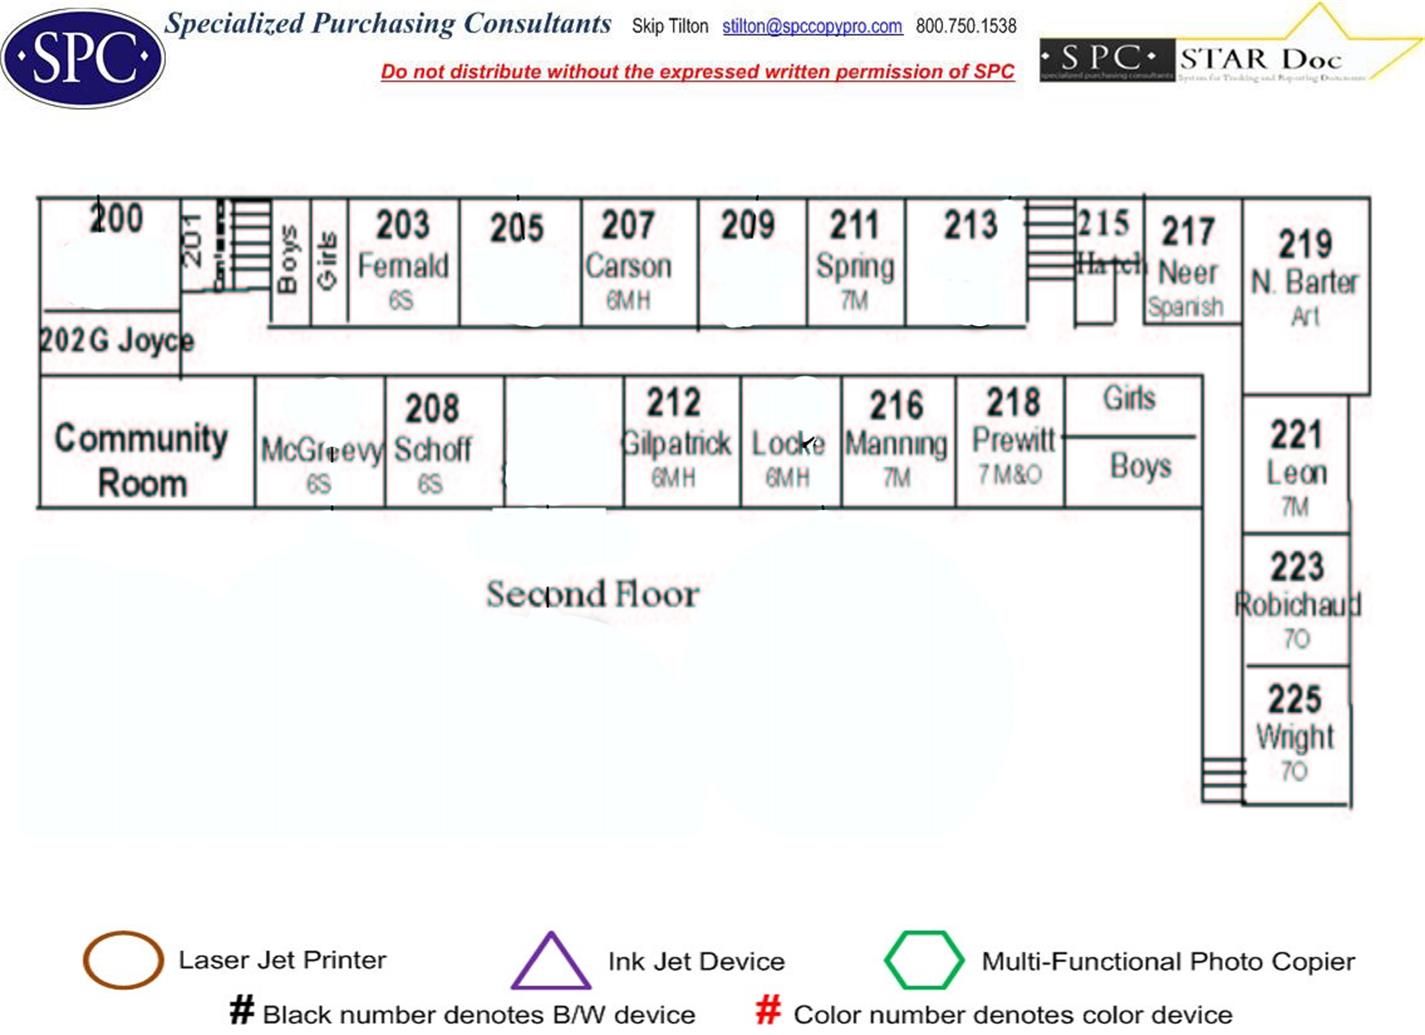 Specialized Purchasing Consultants Skip Tilton stilton@spccopypro.com 800.750.1538
SPC
Do not distribute without the expressed written permission of SPC
SPC STAR Doc
specialized purchasing consultants System for Tracking and Reporting Documents
200
201
Boys
Girls
203
Fernald
6S
205
207
Carson
6MH
209
211
Spring
7M
213
215
Hatch
217
Neer
Spanish
219
N. Barter
Art
202 G Joyce
Community
Room
McGreevy
6S
208
Schoff
6S
212
Gilpatrick
6MH
Locke
6MH
216
Manning
7M
218
Prewitt
7 M&O
Girls
Boys
221
Leon
7M
223
Robichaud
7O
225
Wright
7O
Second Floor
Laser Jet Printer
Ink Jet Device
Multi-Functional Photo Copier
# Black number denotes B/W device
# Color number denotes color device